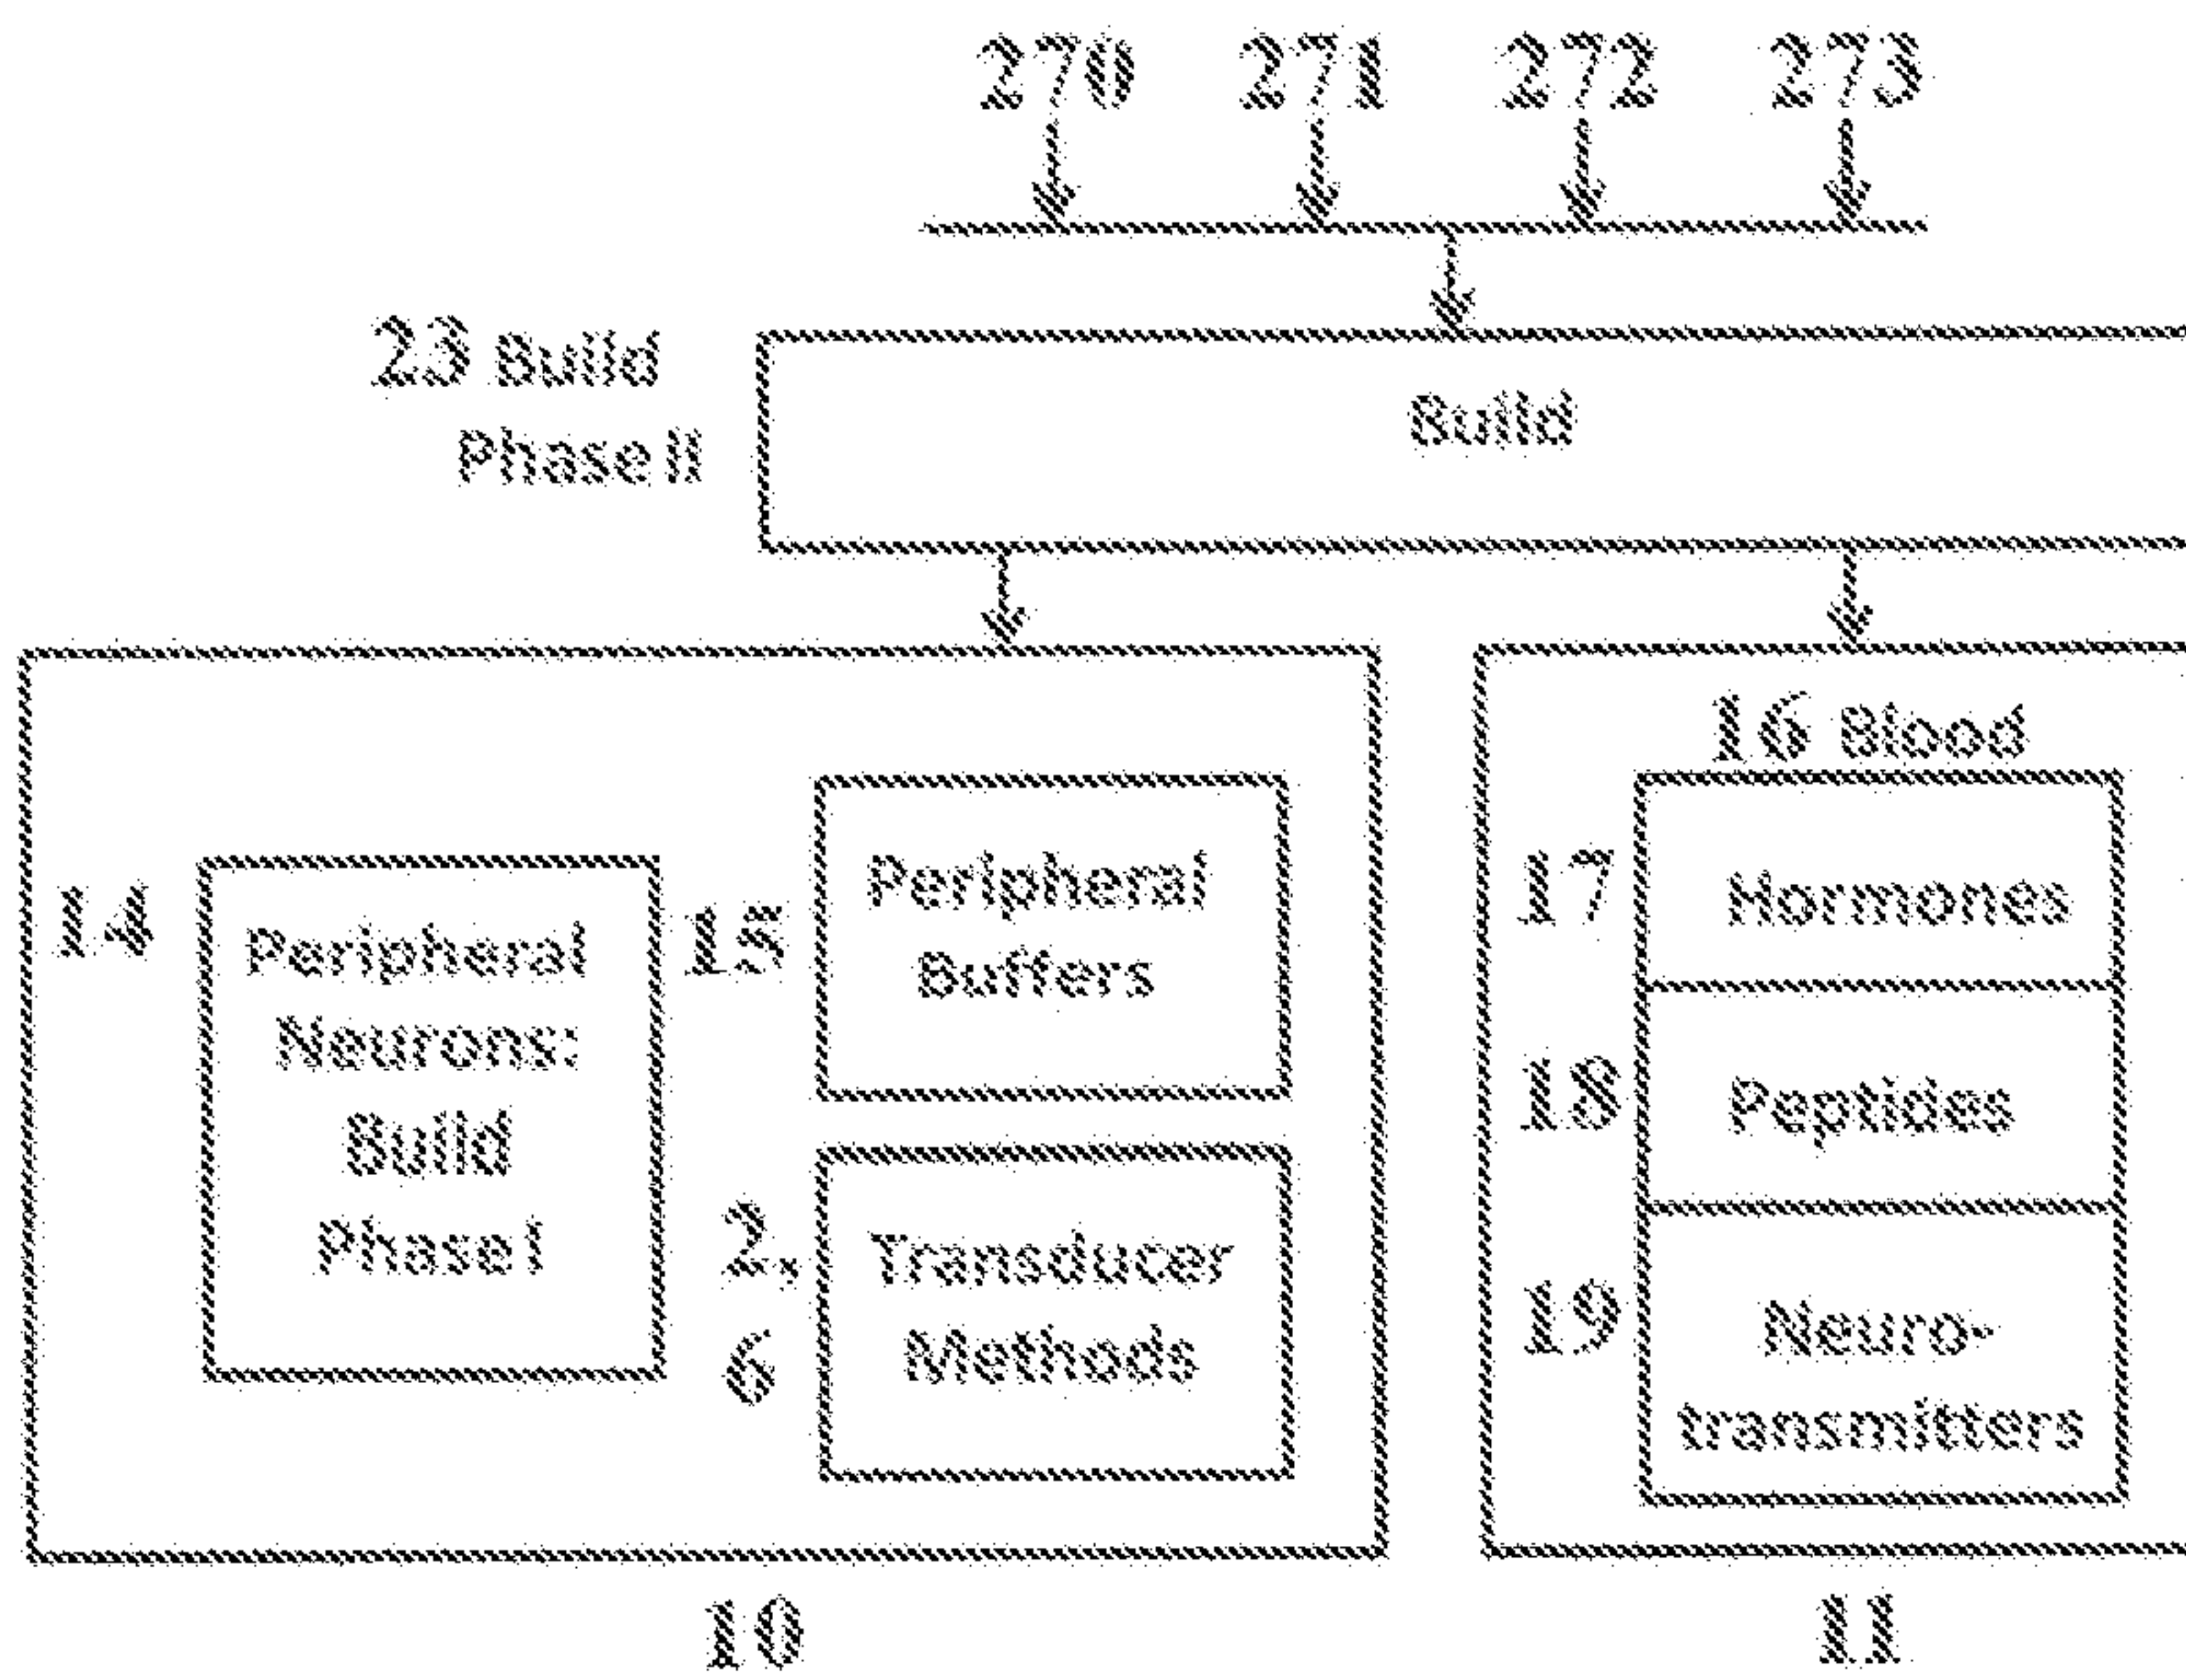 270 271 272 273
23 Build
Phase II
Build
14
Peripheral
Neurons:
Build
Phase I
15
Peripheral
Buffers
2,
6
Transducer
Methods
10
16 Blood
17
Hormones
18
Peptides
19
Neuro-
transmitters
11